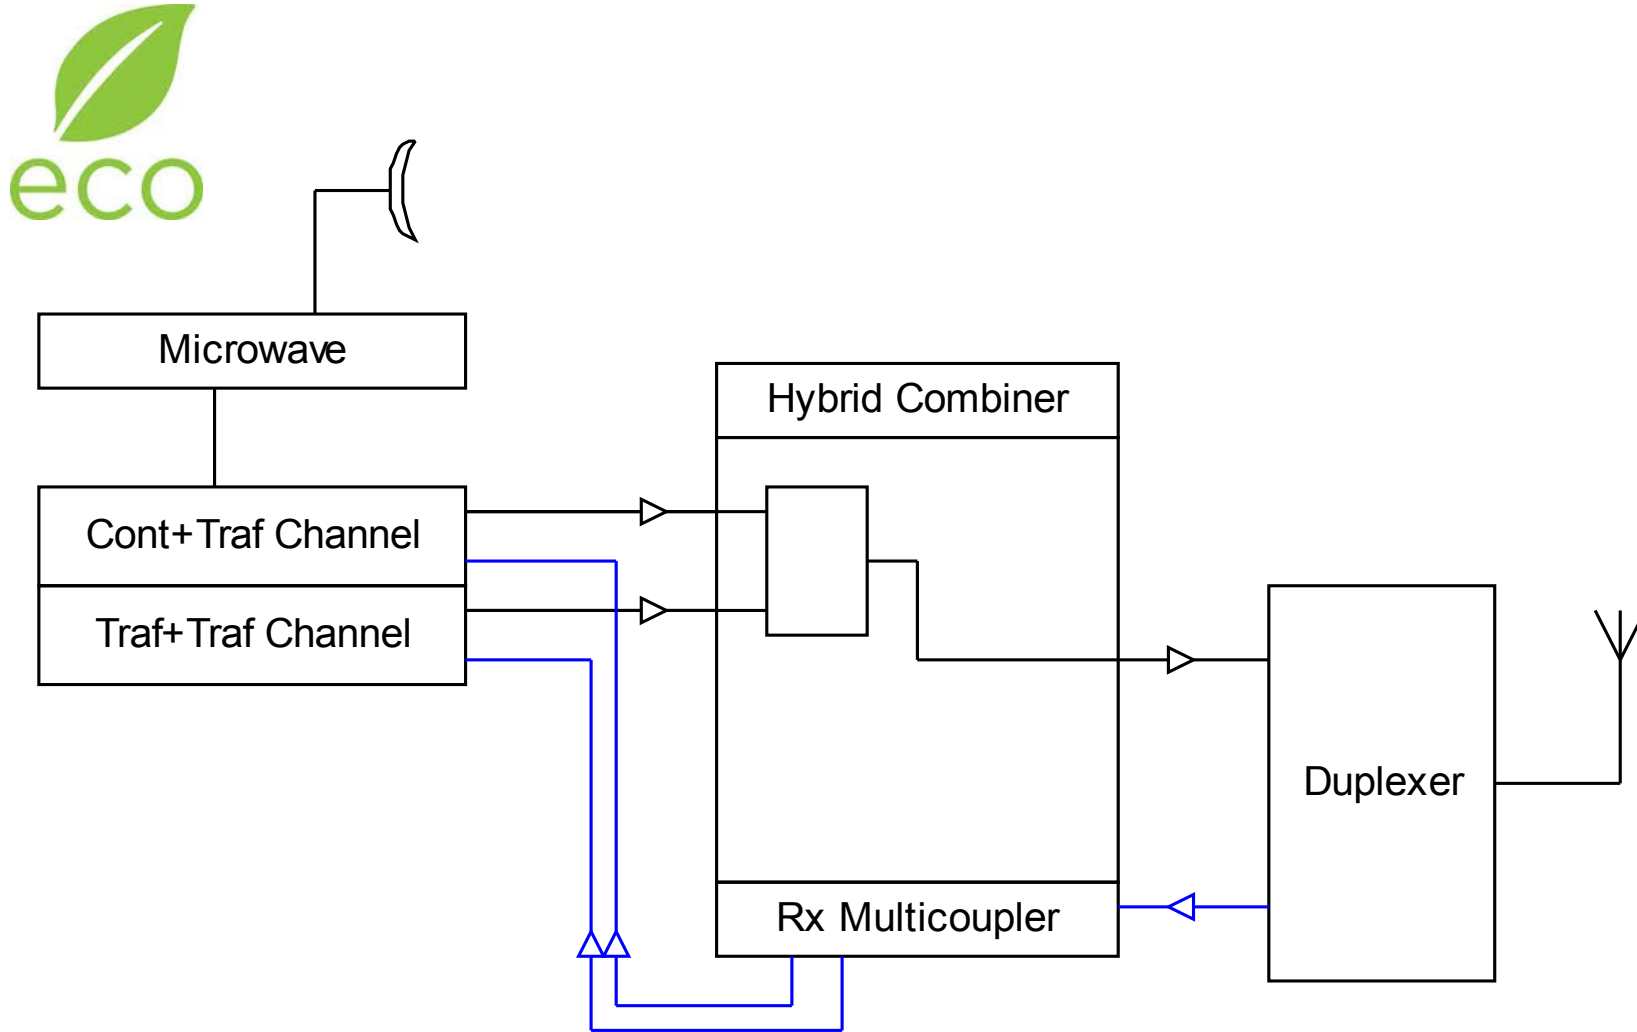 eco
Microwave
Hybrid Combiner
Cont+Traf Channel
Traf+Traf Channel
Duplexer
Rx Multicoupler